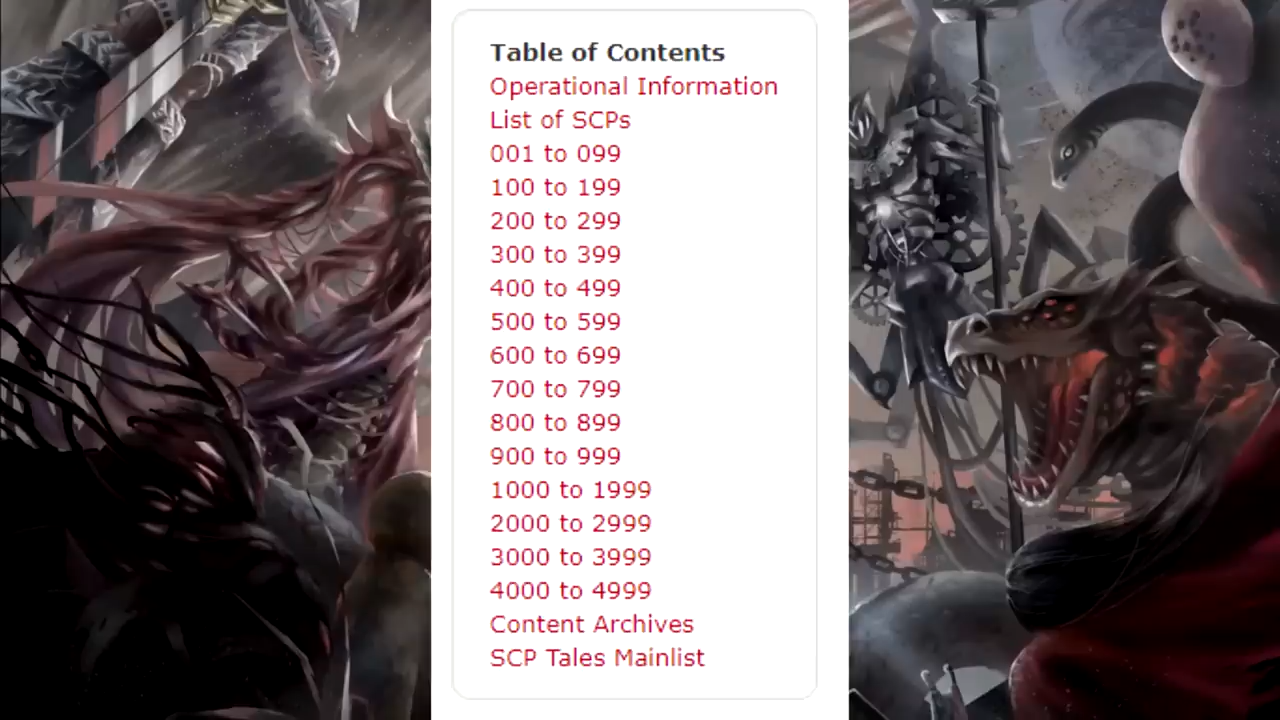 Table of Contents
Operational Information
List of SCPs
001 to 099
100 to 199
200 to 299
300 to 399
400 to 499
500 to 599
600 to 699
700 to 799
800 to 899
900 to 999
1000 to 1999
2000 to 2999
3000 to 3999
4000 to 4999
Content Archives
SCP Tales Mainlist